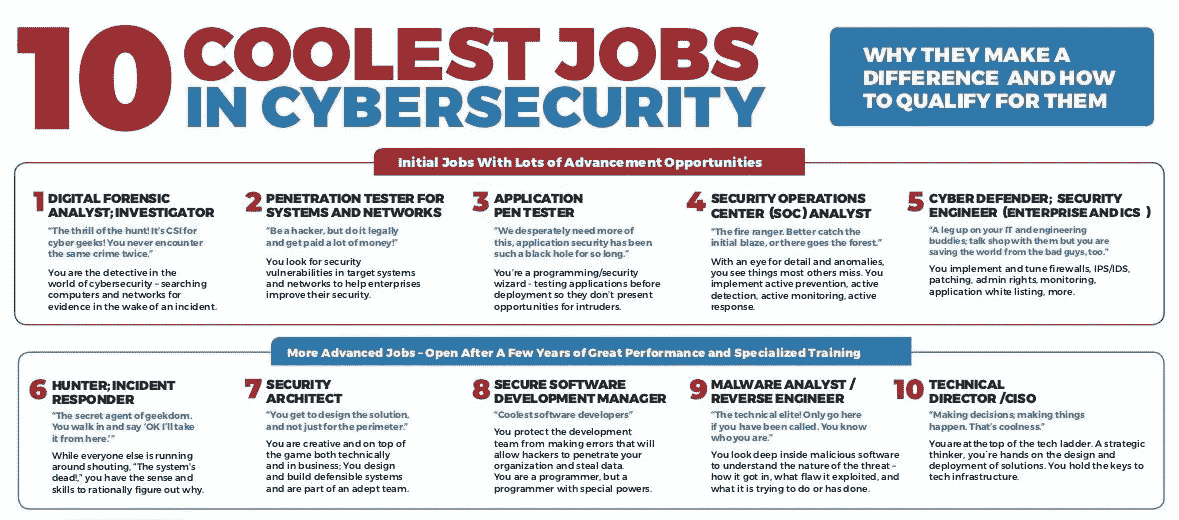 10 COOLEST JOBS
IN CYBERSECURITY
WHY THEY MAKE A
DIFFERENCE AND HOW
TO QUALIFY FOR THEM
Initial Jobs With Lots of Advancement Opportunities
1 DIGITAL FORENSIC
ANALYST; INVESTIGATOR
"The thrill of the hunt! It's CSI for
cyber geeks! You never encounter
the same crime twice."
You are the detective in the
world of cybersecurity – searching
computers and networks for
evidence in the wake of an incident.
2 PENETRATION TESTER FOR
SYSTEMS AND NETWORKS
"Be a hacker, but do it legally
and get paid a lot of money!"
You look for security
vulnerabilities in target systems
and networks to help enterprises
improve their security.
3 APPLICATION
PEN TESTER
"We desperately need more of
this, application security has been
such a black hole for so long."
You're a programming/security
wizard - testing applications before
deployment so they don't present
opportunities for intruders.
4 SECURITY OPERATIONS
CENTER (SOC) ANALYST
"The fire ranger. Better catch the
initial blaze, or there goes the forest."
With an eye for detail and anomalies,
you see things most others miss. You
implement active prevention, active
detection, active monitoring, active
response.
5 CYBER DEFENDER; SECURITY
ENGINEER (ENTERPRISE AND ICS )
"A leg up on your IT and engineering
buddies; talk shop with them but you are
saving the world from the bad guys, too."
You implement and tune firewalls, IPS/IDS,
patching, admin rights, monitoring,
application white listing, more.
More Advanced Jobs – Open After A Few Years of Great Performance and Specialized Training
6 HUNTER; INCIDENT
RESPONDER
"The secret agent of geekdom.
You walk in and say 'OK I'll take
it from here.'"
While everyone else is running
around shouting, "The system's
dead!," you have the sense and
skills to rationally figure out why.
7 SECURITY
ARCHITECT
"You get to design the solution,
and not just for the perimeter."
You are creative and on top of
the game both technically
and in business; You design
and build defensible systems
and are part of an adept team.
8 SECURE SOFTWARE
DEVELOPMENT MANAGER
"Coolest software developers"
You protect the development
team from making errors that will
allow hackers to penetrate your
organization and steal data.
You are a programmer, but a
programmer with special powers.
9 MALWARE ANALYST /
REVERSE ENGINEER
"The technical elite! Only go here
if you have been called. You know
who you are."
You look deep inside malicious software
to understand the nature of the threat –
how it got in, what flaw it exploited, and
what it is trying to do or has done.
10 TECHNICAL
DIRECTOR /CISO
"Making decisions; making things
happen. That's coolness."
You are at the top of the tech ladder. A strategic
thinker, you're hands on the design and
deployment of solutions. You hold the keys to
tech infrastructure.